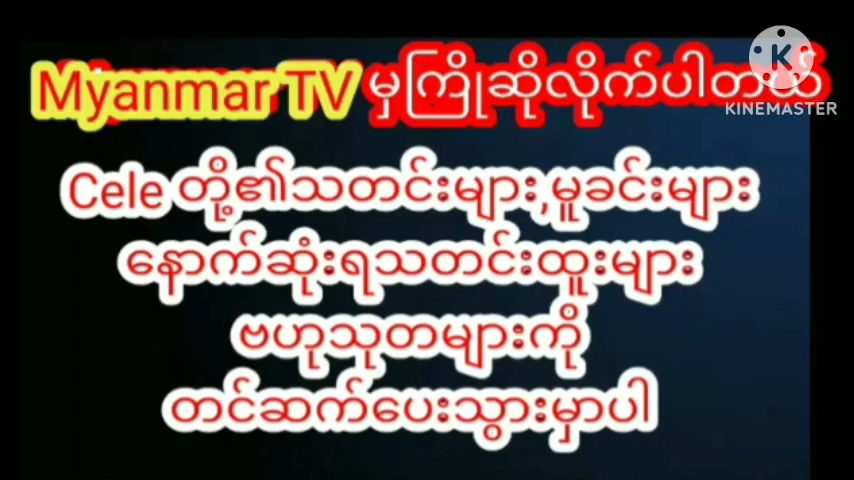 Myanmar TV မှကြိုဆိုလိုက်ပါတယ်
KINEMASTER
Cele တို့၏သတင်းများ,မူခင်းများ
နောက်ဆုံးရသတင်းထူးများ
ဗဟုသုတများကို
တင်ဆက်ပေးသွားမှာပါ